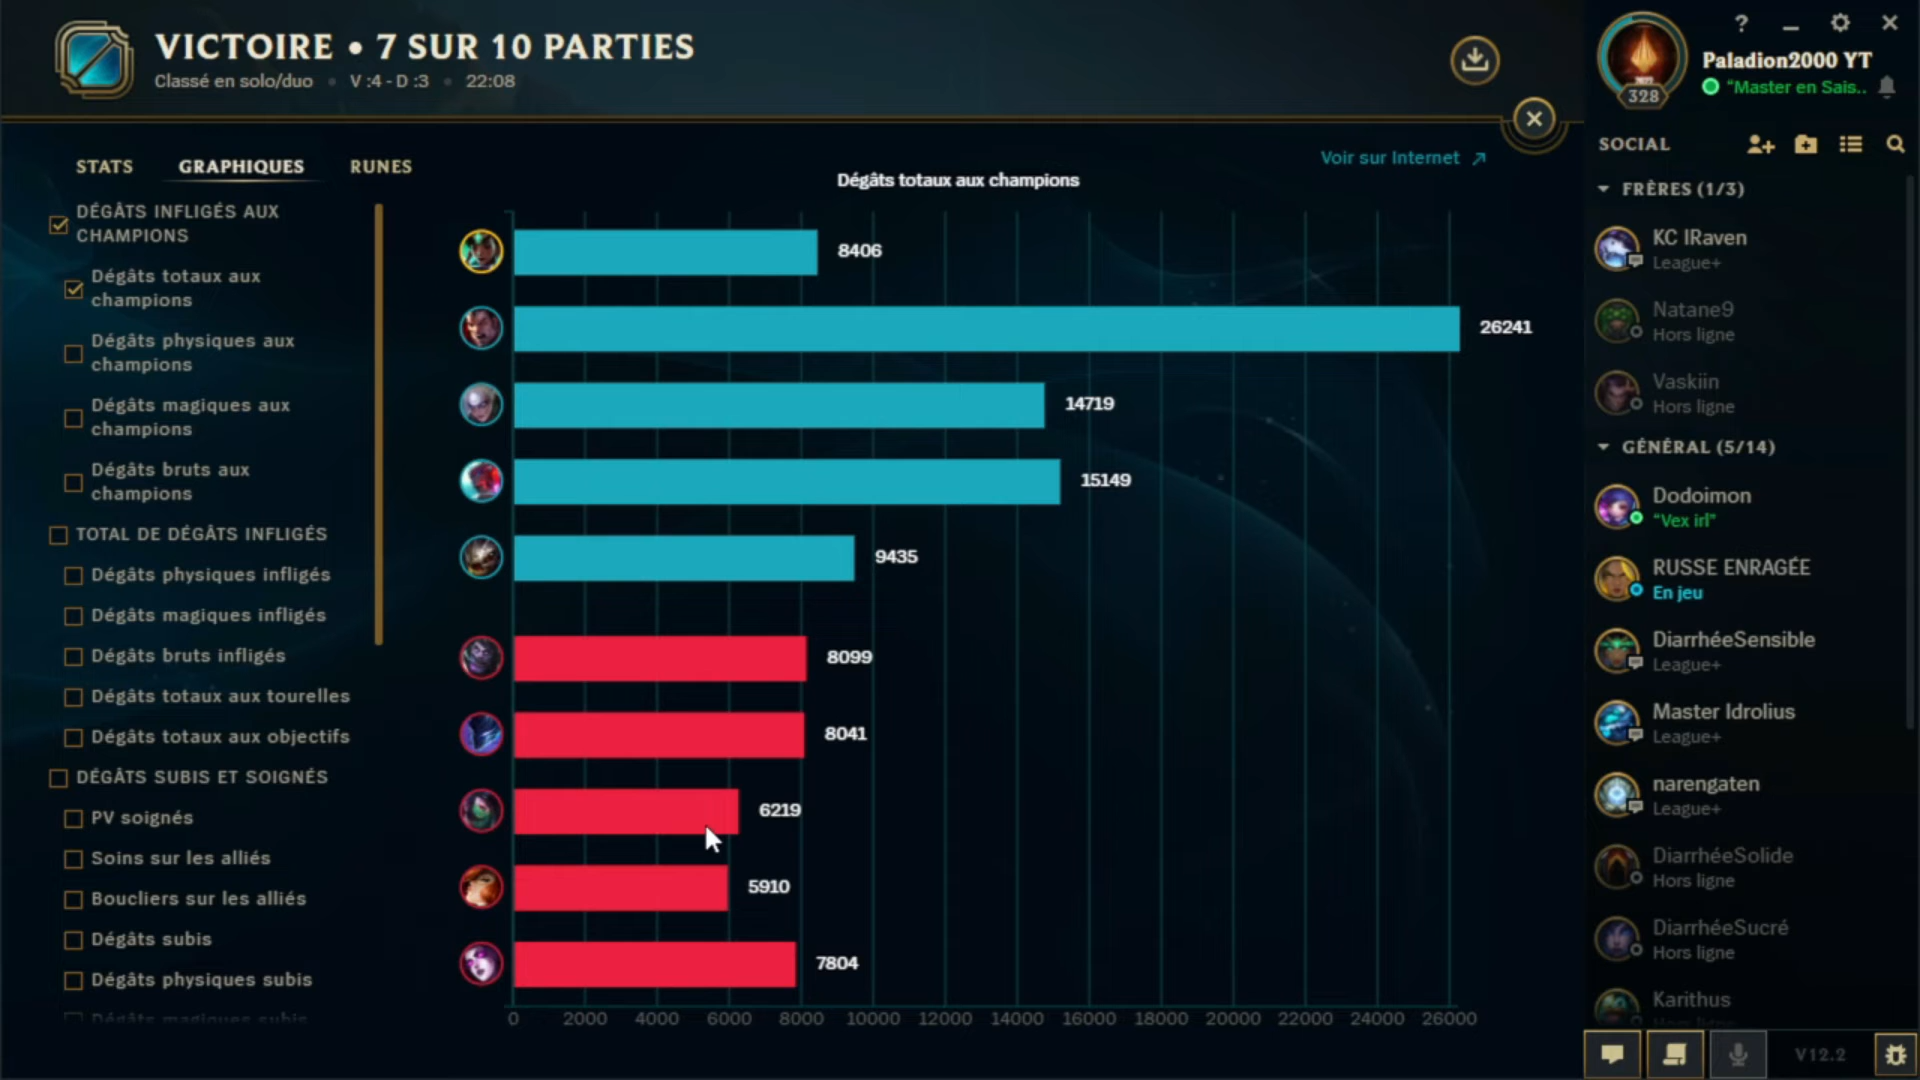 VICTOIRE • 7 SUR 10 PARTIES
Classé en solo/duo • V :4 - D :3 • 22:08
STATS
GRAPHIQUES
RUNES
Voir sur Internet
Dégâts totaux aux champions
DÉGÂTS INFLIGÉS AUX
CHAMPIONS
Dégâts totaux aux
champions
Dégâts physiques aux
champions
Dégâts magiques aux
champions
Dégâts bruts aux
champions
TOTAL DE DÉGÂTS INFLIGÉS
Dégâts physiques infligés
Dégâts magiques infligés
Dégâts bruts infligés
Dégâts totaux aux tourelles
Dégâts totaux aux objectifs
DÉGÂTS SUBIS ET SOIGNÉS
PV soignés
Soins sur les alliés
Boucliers sur les alliés
Dégâts subis
Dégâts physiques subis
Dégâts magiques subis
8406
26241
14719
15149
9435
8099
8041
6219
5910
7804
0 2000 4000 6000 8000 10000 12000 14000 16000 18000 20000 22000 24000 26000
?
328
Paladion2000 YT
“Master en Sais..
SOCIAL
FRÈRES (1/3)
KC IRaven
League+
Natane9
Hors ligne
Vaskiin
Hors ligne
GÉNÉRAL (5/14)
Dodoimon
“Vex irl”
RUSSE ENRAGÉE
En jeu
DiarrhéeSensible
League+
Master Idrolius
League+
narengaten
League+
DiarrhéeSolide
Hors ligne
DiarrhéeSucré
Hors ligne
Karithus
V12.2